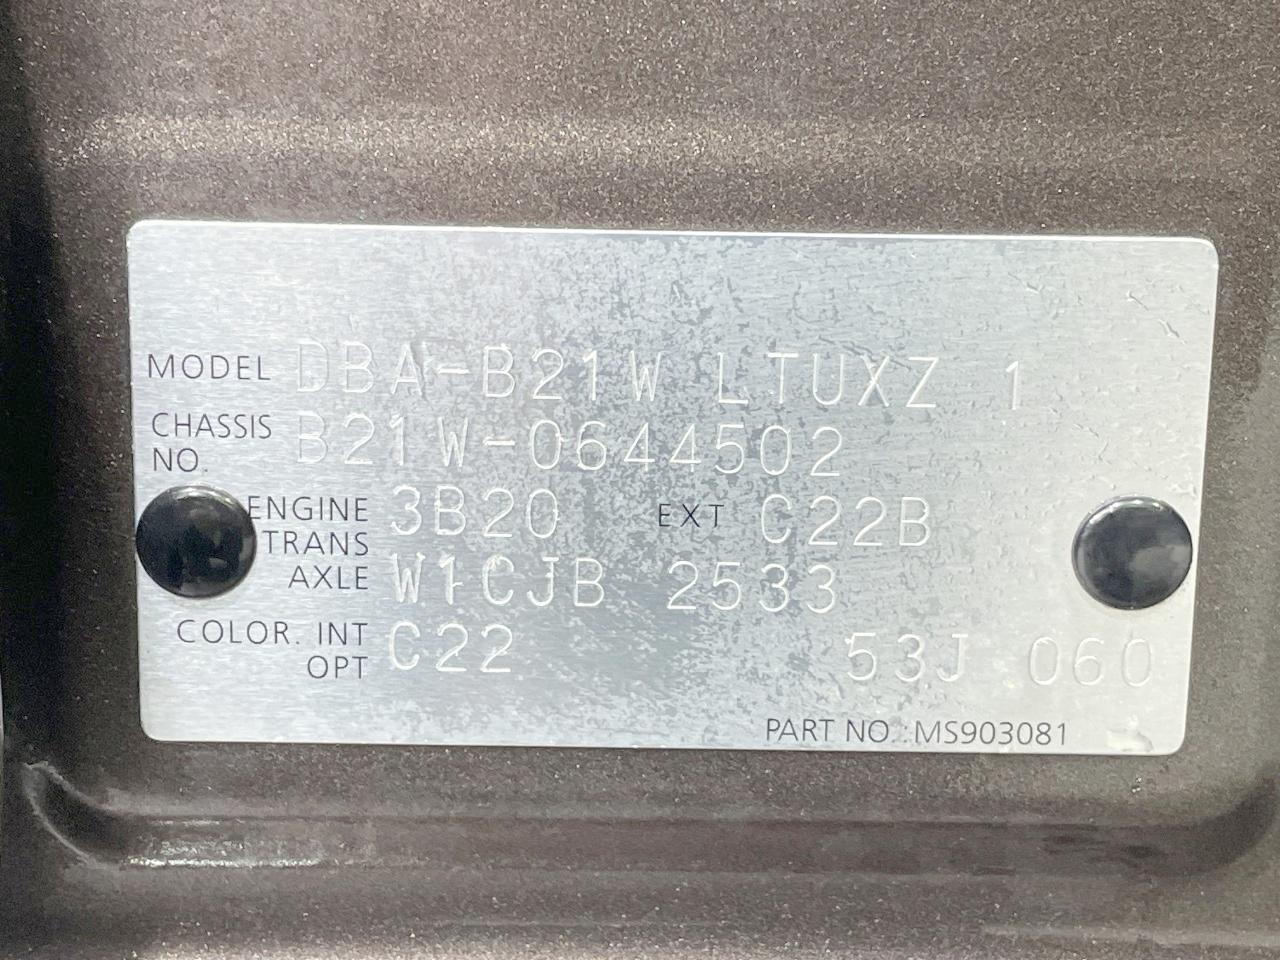 MODEL DBA-B21W LTUXZ 1
CHASSIS NO. B21W-0644502
ENGINE 3B20 EXT C22B
TRANS AXLE W1CJB 2533
COLOR. INT C22 53J 060
OPT
PART NO.:MS903081